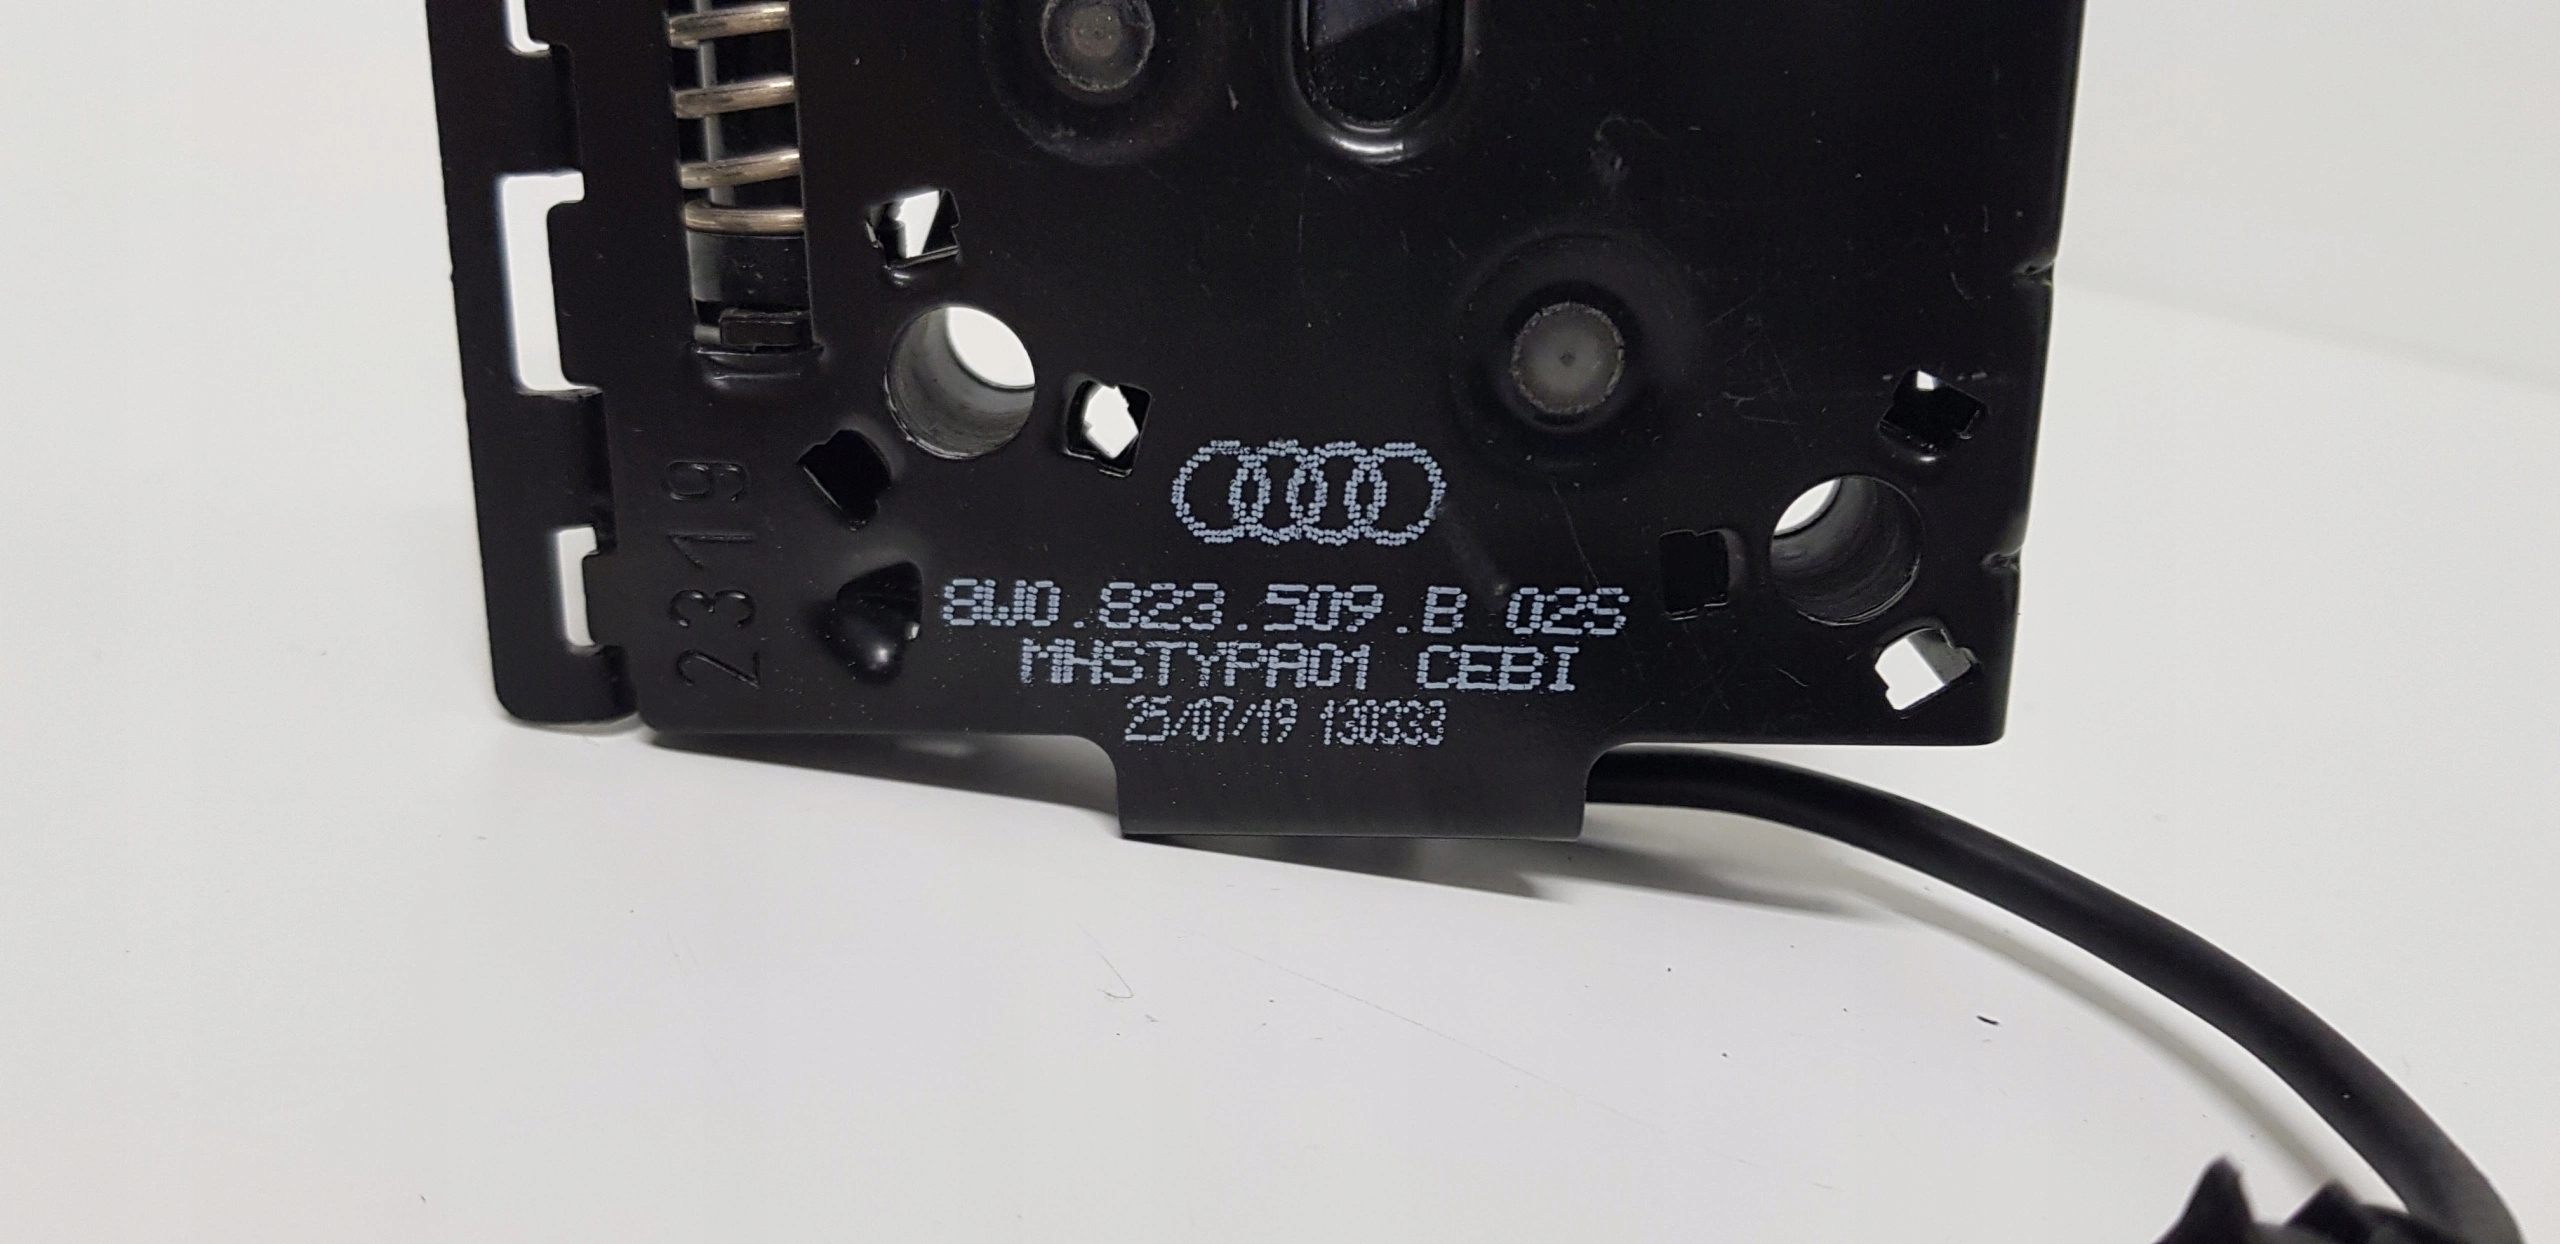 8W0.823.509.B 02S
MHSTYPA01 CEBI
25/07/19 130333
2319